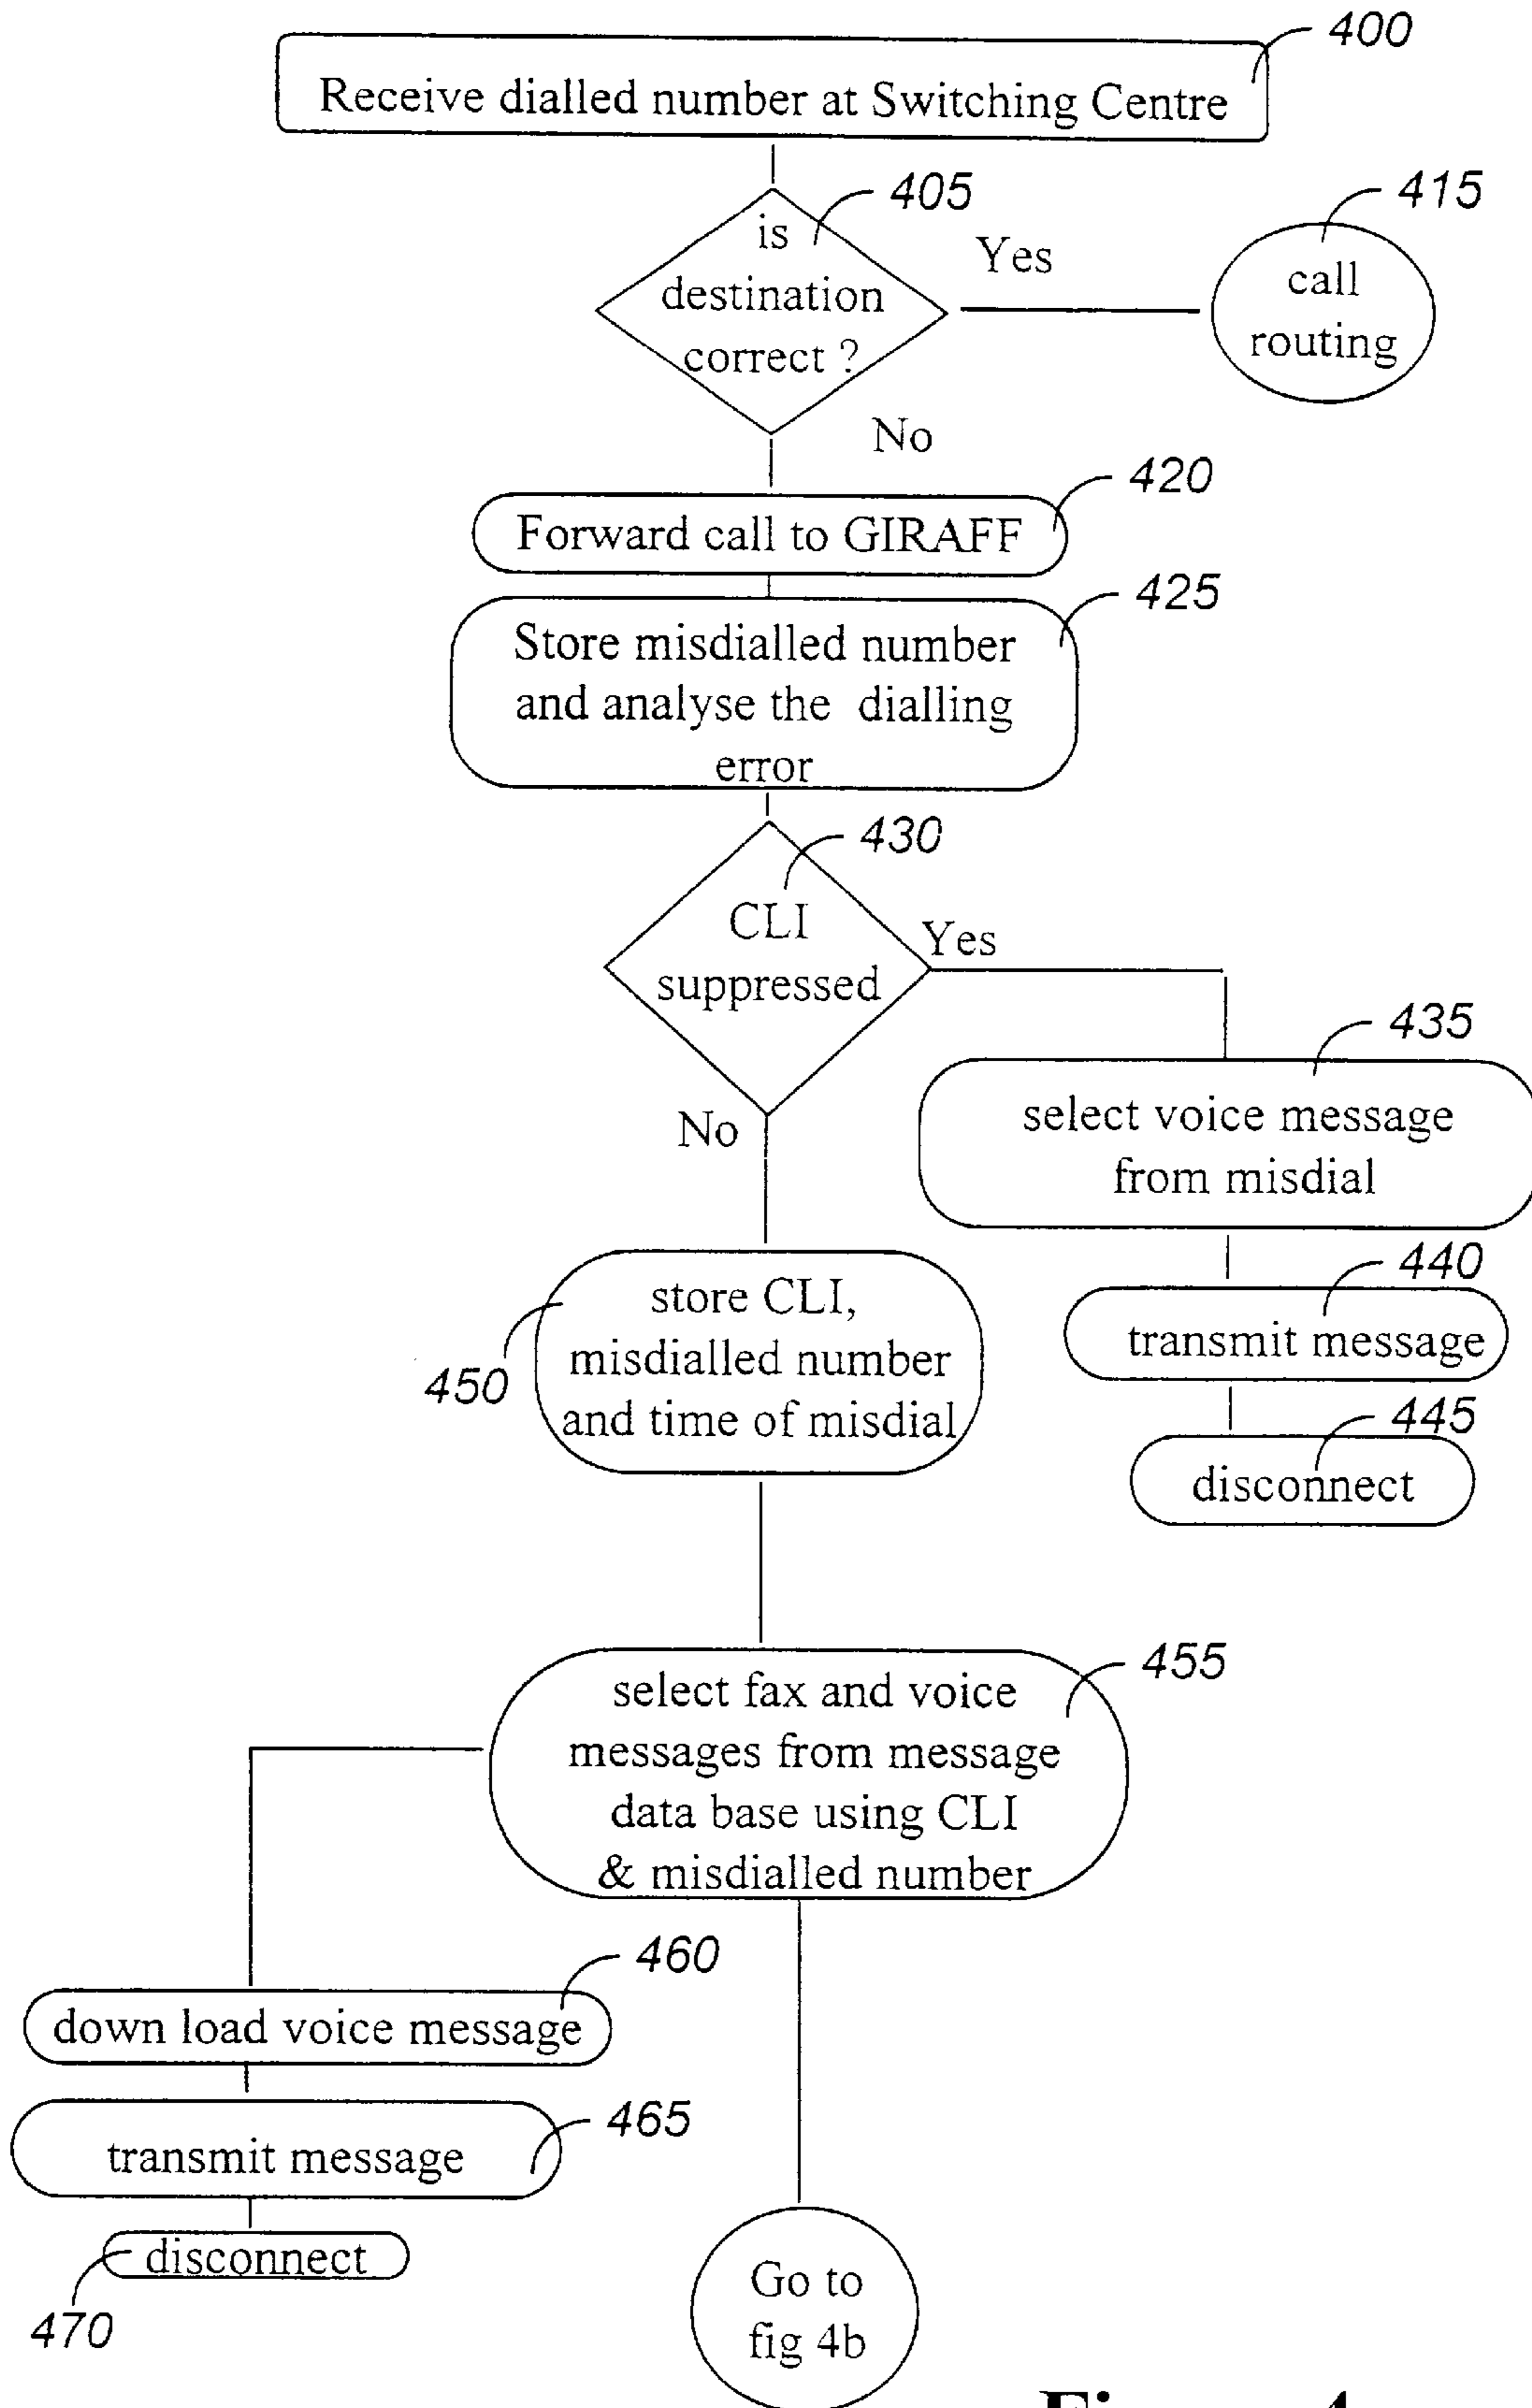 400
Receive dialled number at Switching Centre
405
415
is
destination
correct ?
Yes
call
routing
No
420
Forward call to GIRAFF
425
Store misdialled number
and analyse the dialling
error
430
CLI
suppressed
Yes
No
435
select voice message
from misdial
440
transmit message
445
disconnect
450
store CLI,
misdialled number
and time of misdial
455
select fax and voice
messages from message
data base using CLI
& misdialled number
460
down load voice message
465
transmit message
470
disconnect
Go to
fig 4b